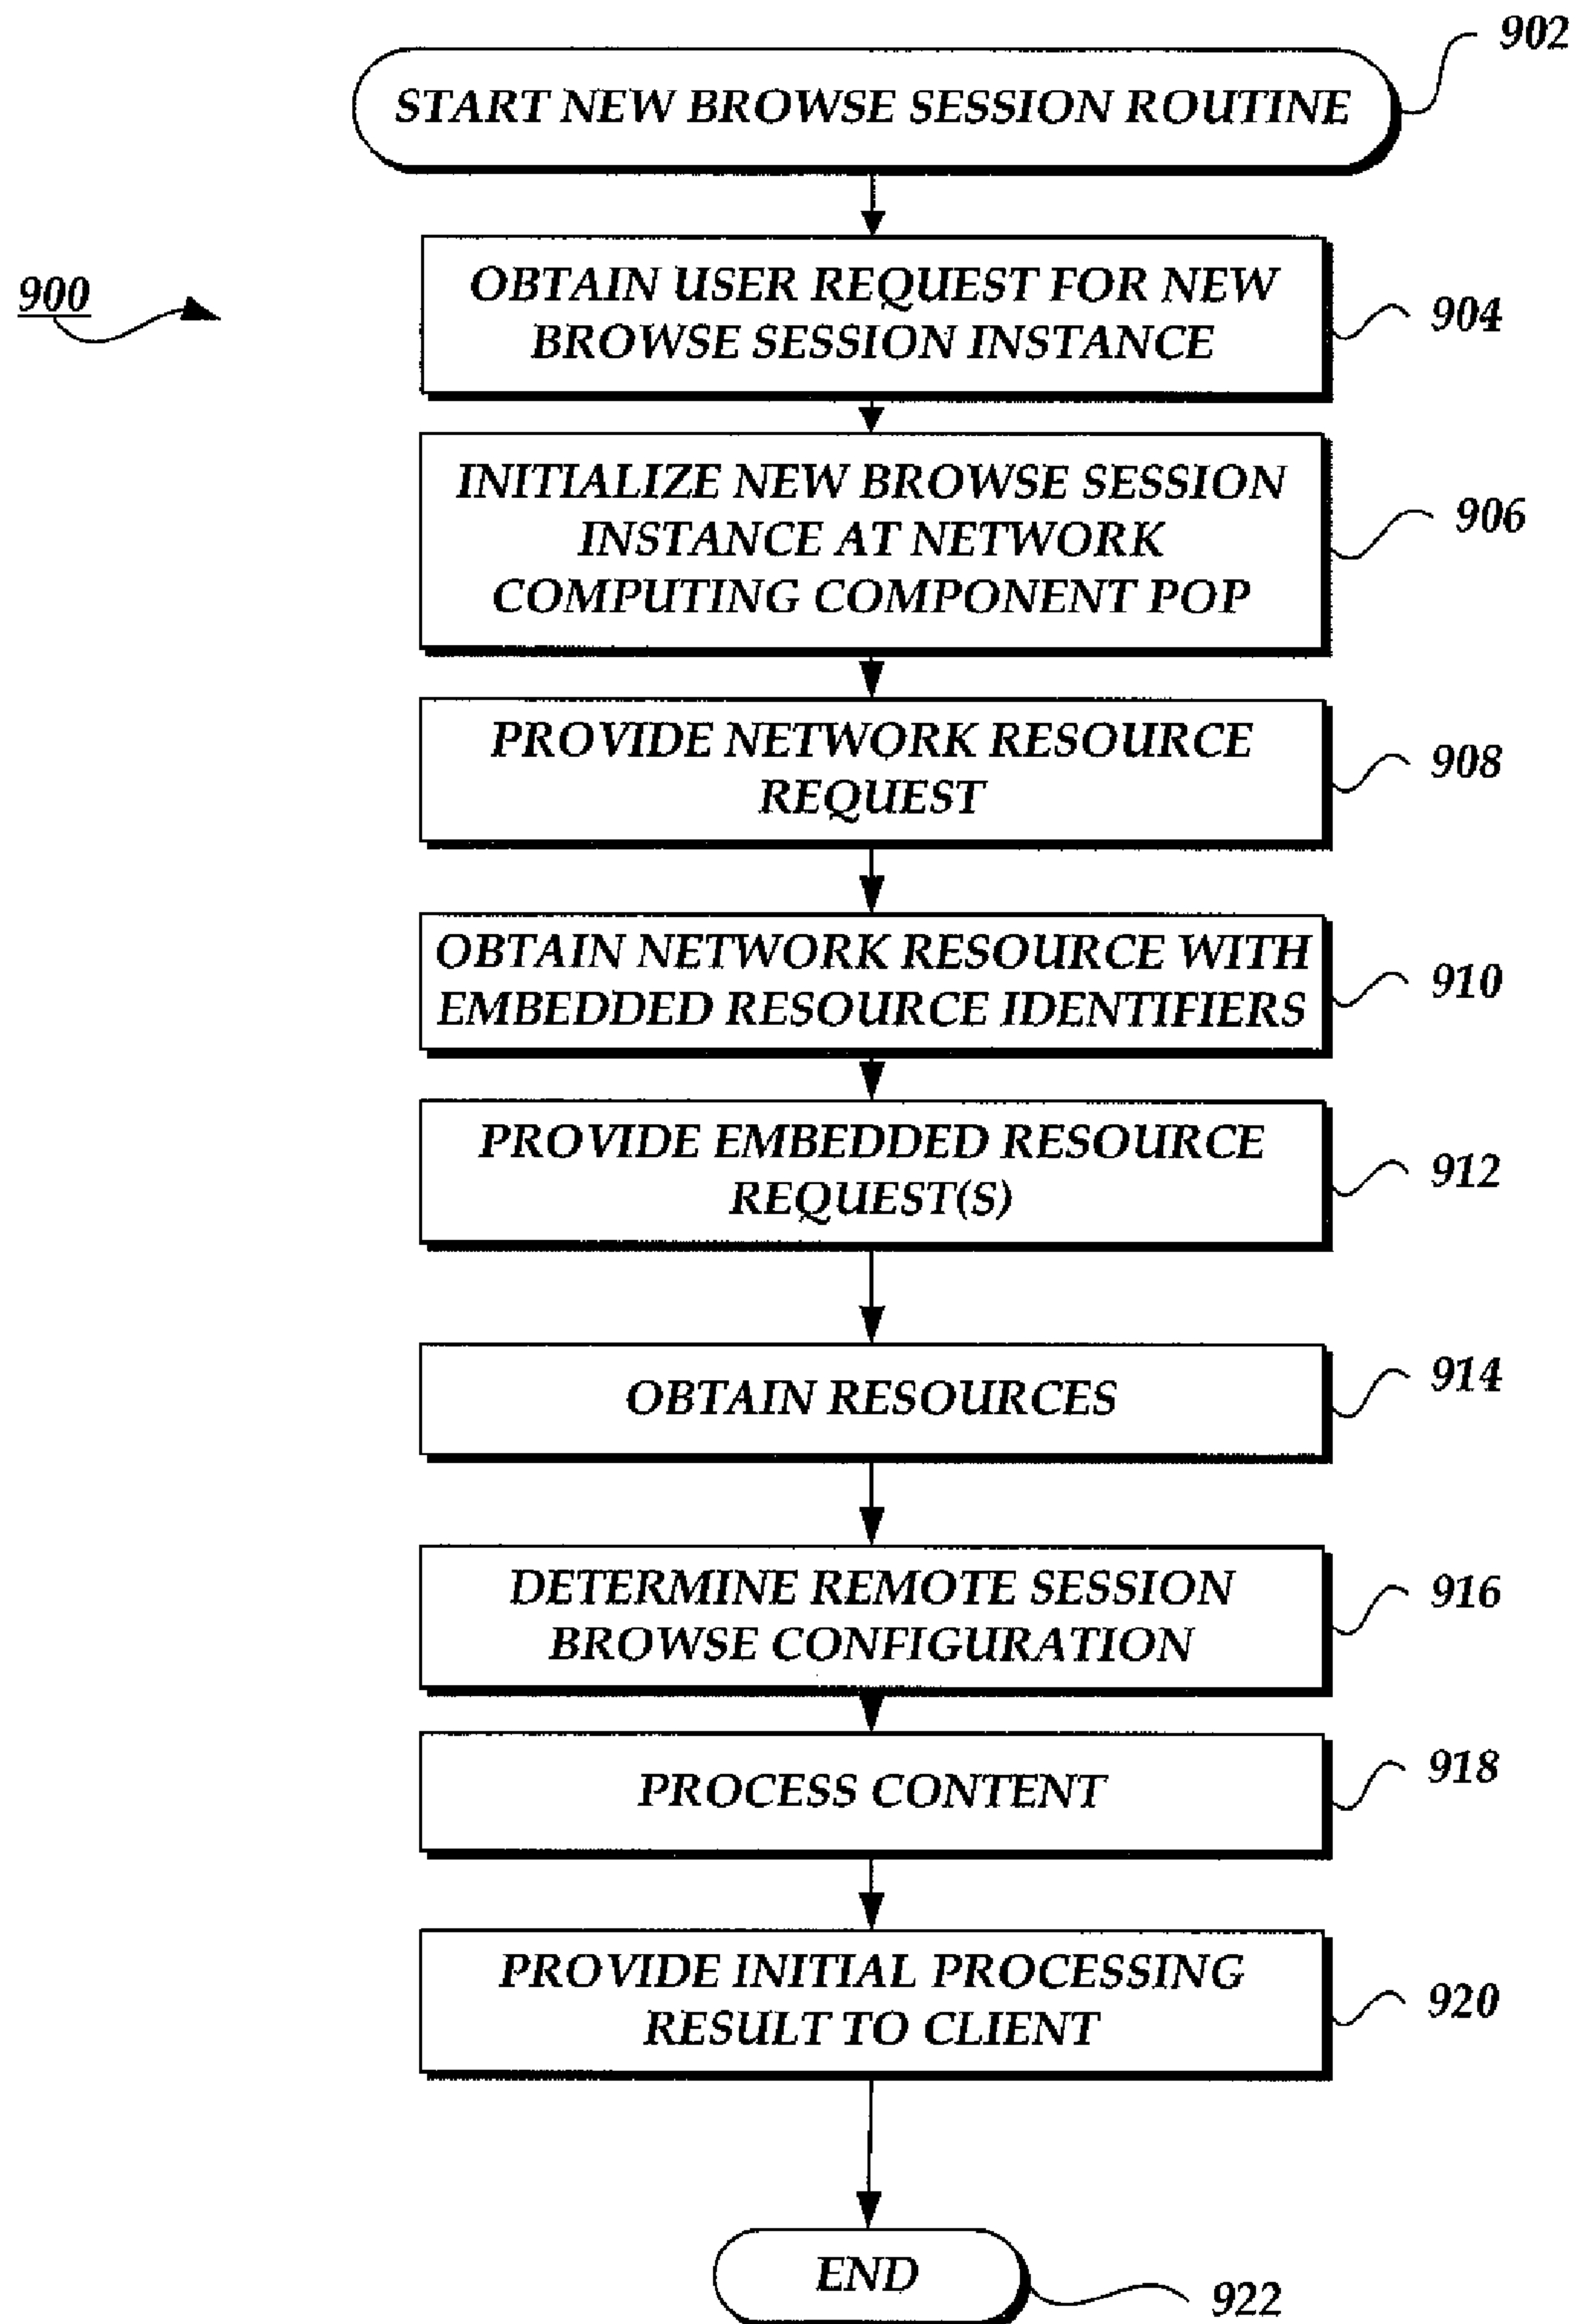 902
START NEW BROWSE SESSION ROUTINE
900
OBTAIN USER REQUEST FOR NEW
BROWSE SESSION INSTANCE
904
INITIALIZE NEW BROWSE SESSION
INSTANCE AT NETWORK
COMPUTING COMPONENT POP
906
PROVIDE NETWORK RESOURCE
REQUEST
908
OBTAIN NETWORK RESOURCE WITH
EMBEDDED RESOURCE IDENTIFIERS
910
PROVIDE EMBEDDED RESOURCE
REQUEST(S)
912
OBTAIN RESOURCES
914
DETERMINE REMOTE SESSION
BROWSE CONFIGURATION
916
PROCESS CONTENT
918
PROVIDE INITIAL PROCESSING
RESULT TO CLIENT
920
END
922